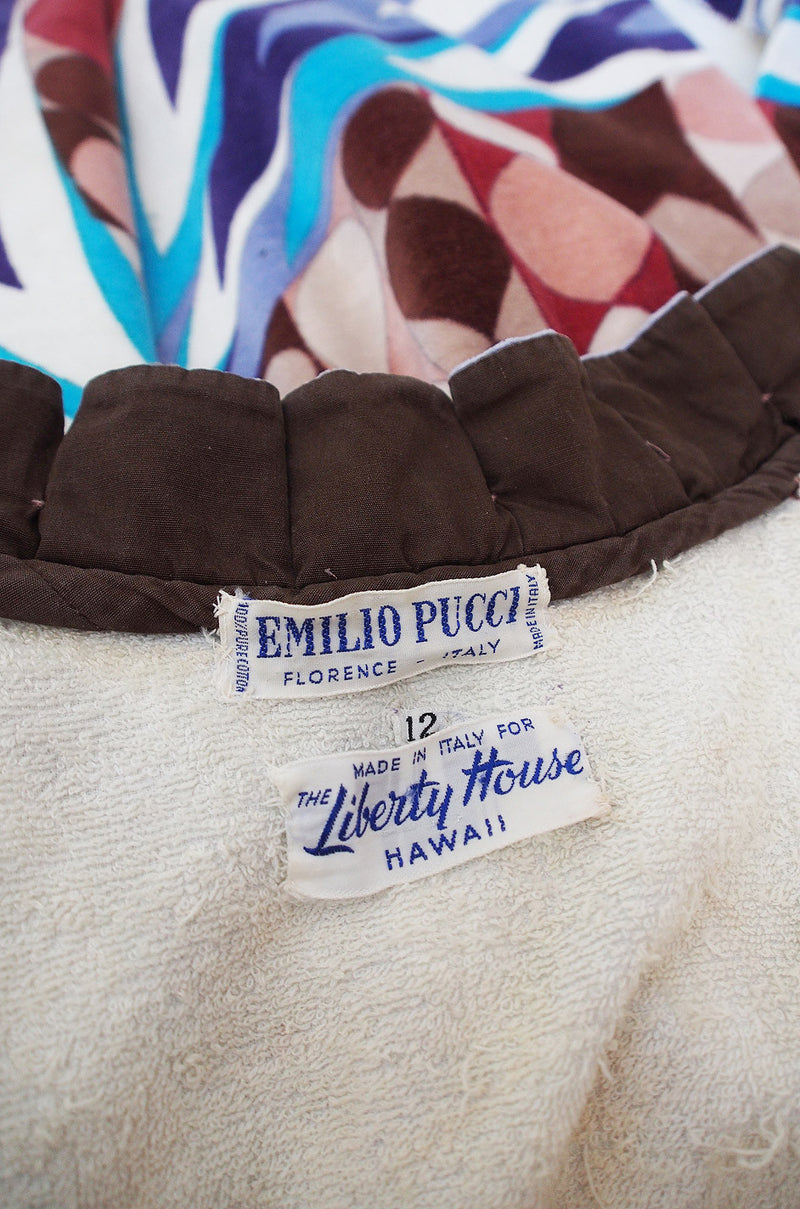 100% PURE COTTON
EMILIO PUCCI
MADE IN ITALY
FLORENCE - ITALY
12
MADE IN ITALY FOR
THE Liberty House
HAWAII